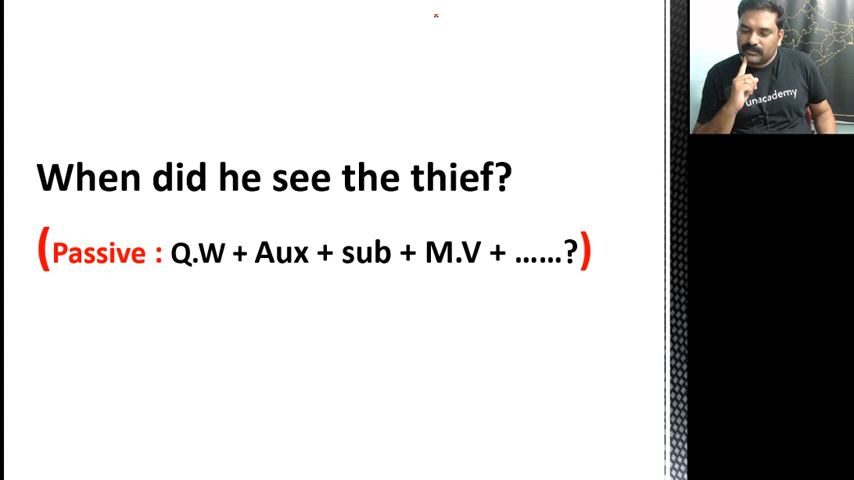 When did he see the thief?
(Passive : Q.W + Aux + sub + M.V + ......?)
unacademy